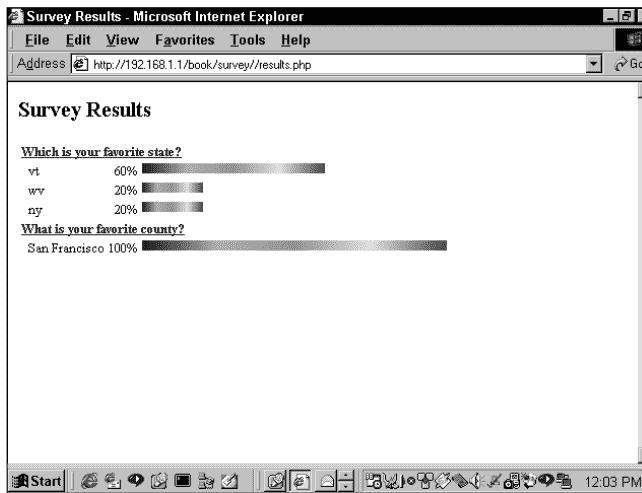 Survey Results - Microsoft Internet Explorer
File Edit View Favorites Tools Help
Address http://192.168.1.1/book/survey//results.php Go
Survey Results
Which is your favorite state?
vt 60%
wv 20%
ny 20%
What is your favorite county?
San Francisco 100%
Start 12:03 PM